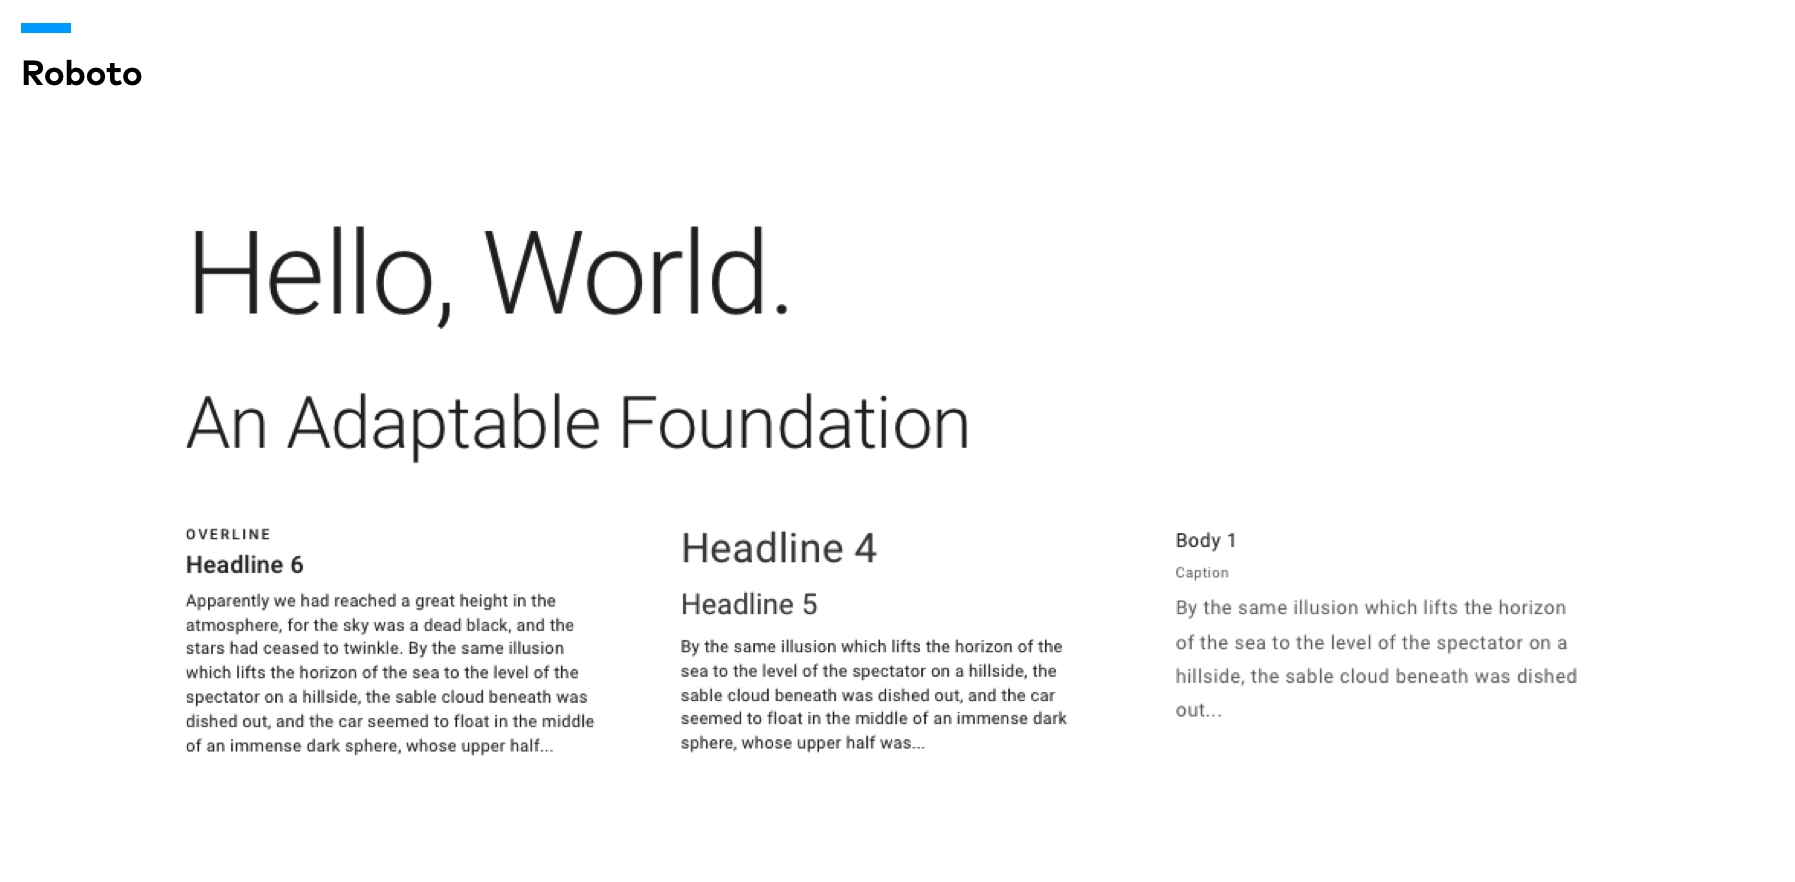 Roboto
Hello, World.
An Adaptable Foundation
OVERLINE
Headline 6
Apparently we had reached a great height in the
atmosphere, for the sky was a dead black, and the
stars had ceased to twinkle. By the same illusion
which lifts the horizon of the sea to the level of the
spectator on a hillside, the sable cloud beneath was
dished out, and the car seemed to float in the middle
of an immense dark sphere, whose upper half...
Headline 4
Headline 5
By the same illusion which lifts the horizon of the
sea to the level of the spectator on a hillside, the
sable cloud beneath was dished out, and the car
seemed to float in the middle of an immense dark
sphere, whose upper half was...
Body 1
Caption
By the same illusion which lifts the horizon
of the sea to the level of the spectator on a
hillside, the sable cloud beneath was dished
out...